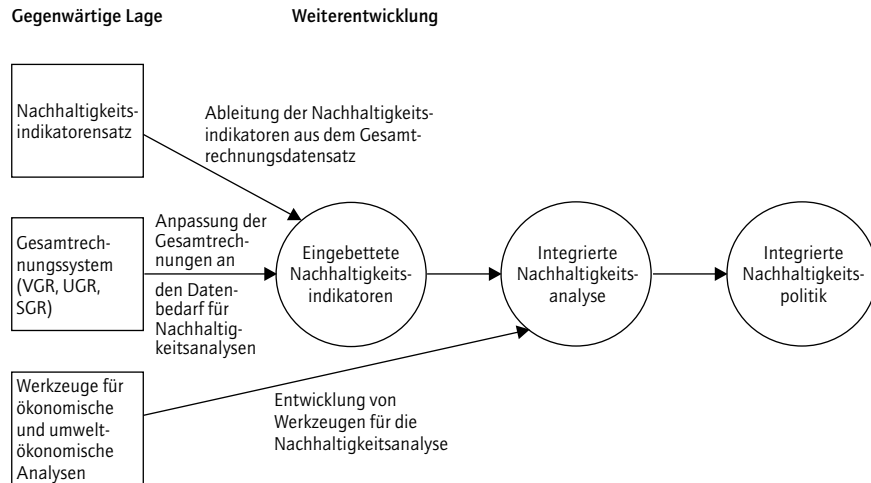 Gegenwärtige Lage
Weiterentwicklung
Nachhaltigkeits-
indikatorensatz
Ableitung der Nachhaltigkeits-
indikatoren aus dem Gesamt-
rechnungsdatensatz
Gesamtrech-
nungssystem
(VGR, UGR,
SGR)
Anpassung der
Gesamtrech-
nungen an
den Daten-
bedarf für
Nachhaltig-
keitsanalysen
Eingebettete
Nachhaltigkeits-
indikatoren
Integrierte
Nachhaltigkeits-
analyse
Integrierte
Nachhaltigkeits-
politik
Werkzeuge für
ökonomische
und umwelt-
ökonomische
Analysen
Entwicklung von
Werkzeugen für die
Nachhaltigkeitsanalyse